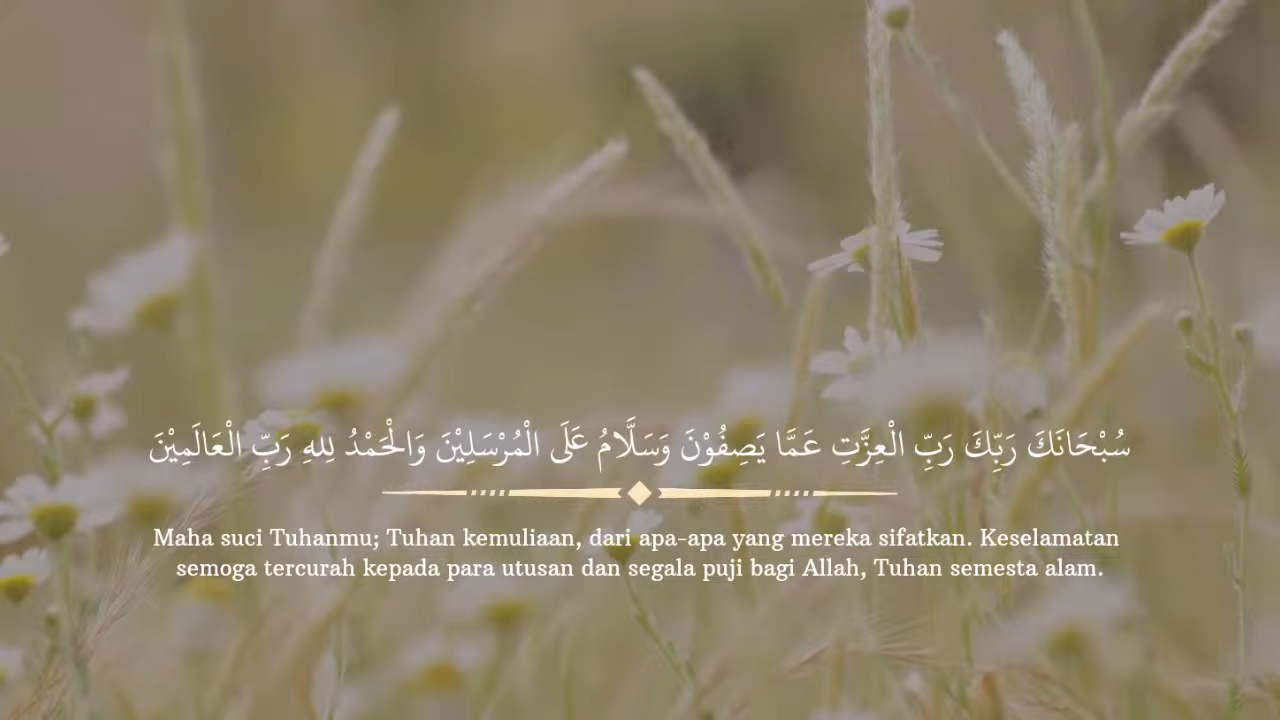 سُبْحَانَكَ رَبِّكَ رَبِّ الْعِزَّتِ عَمَّا يَصِفُوْنَ وَسَلَّامُ عَلَى الْمُرْسَلِيْنَ وَالْحَمْدُ لِلهِ رَبِّ الْعَالَمِيْنَ
Maha suci Tuhanmu; Tuhan kemuliaan, dari apa-apa yang mereka sifatkan. Keselamatan
semoga tercurah kepada para utusan dan segala puji bagi Allah, Tuhan semesta alam.